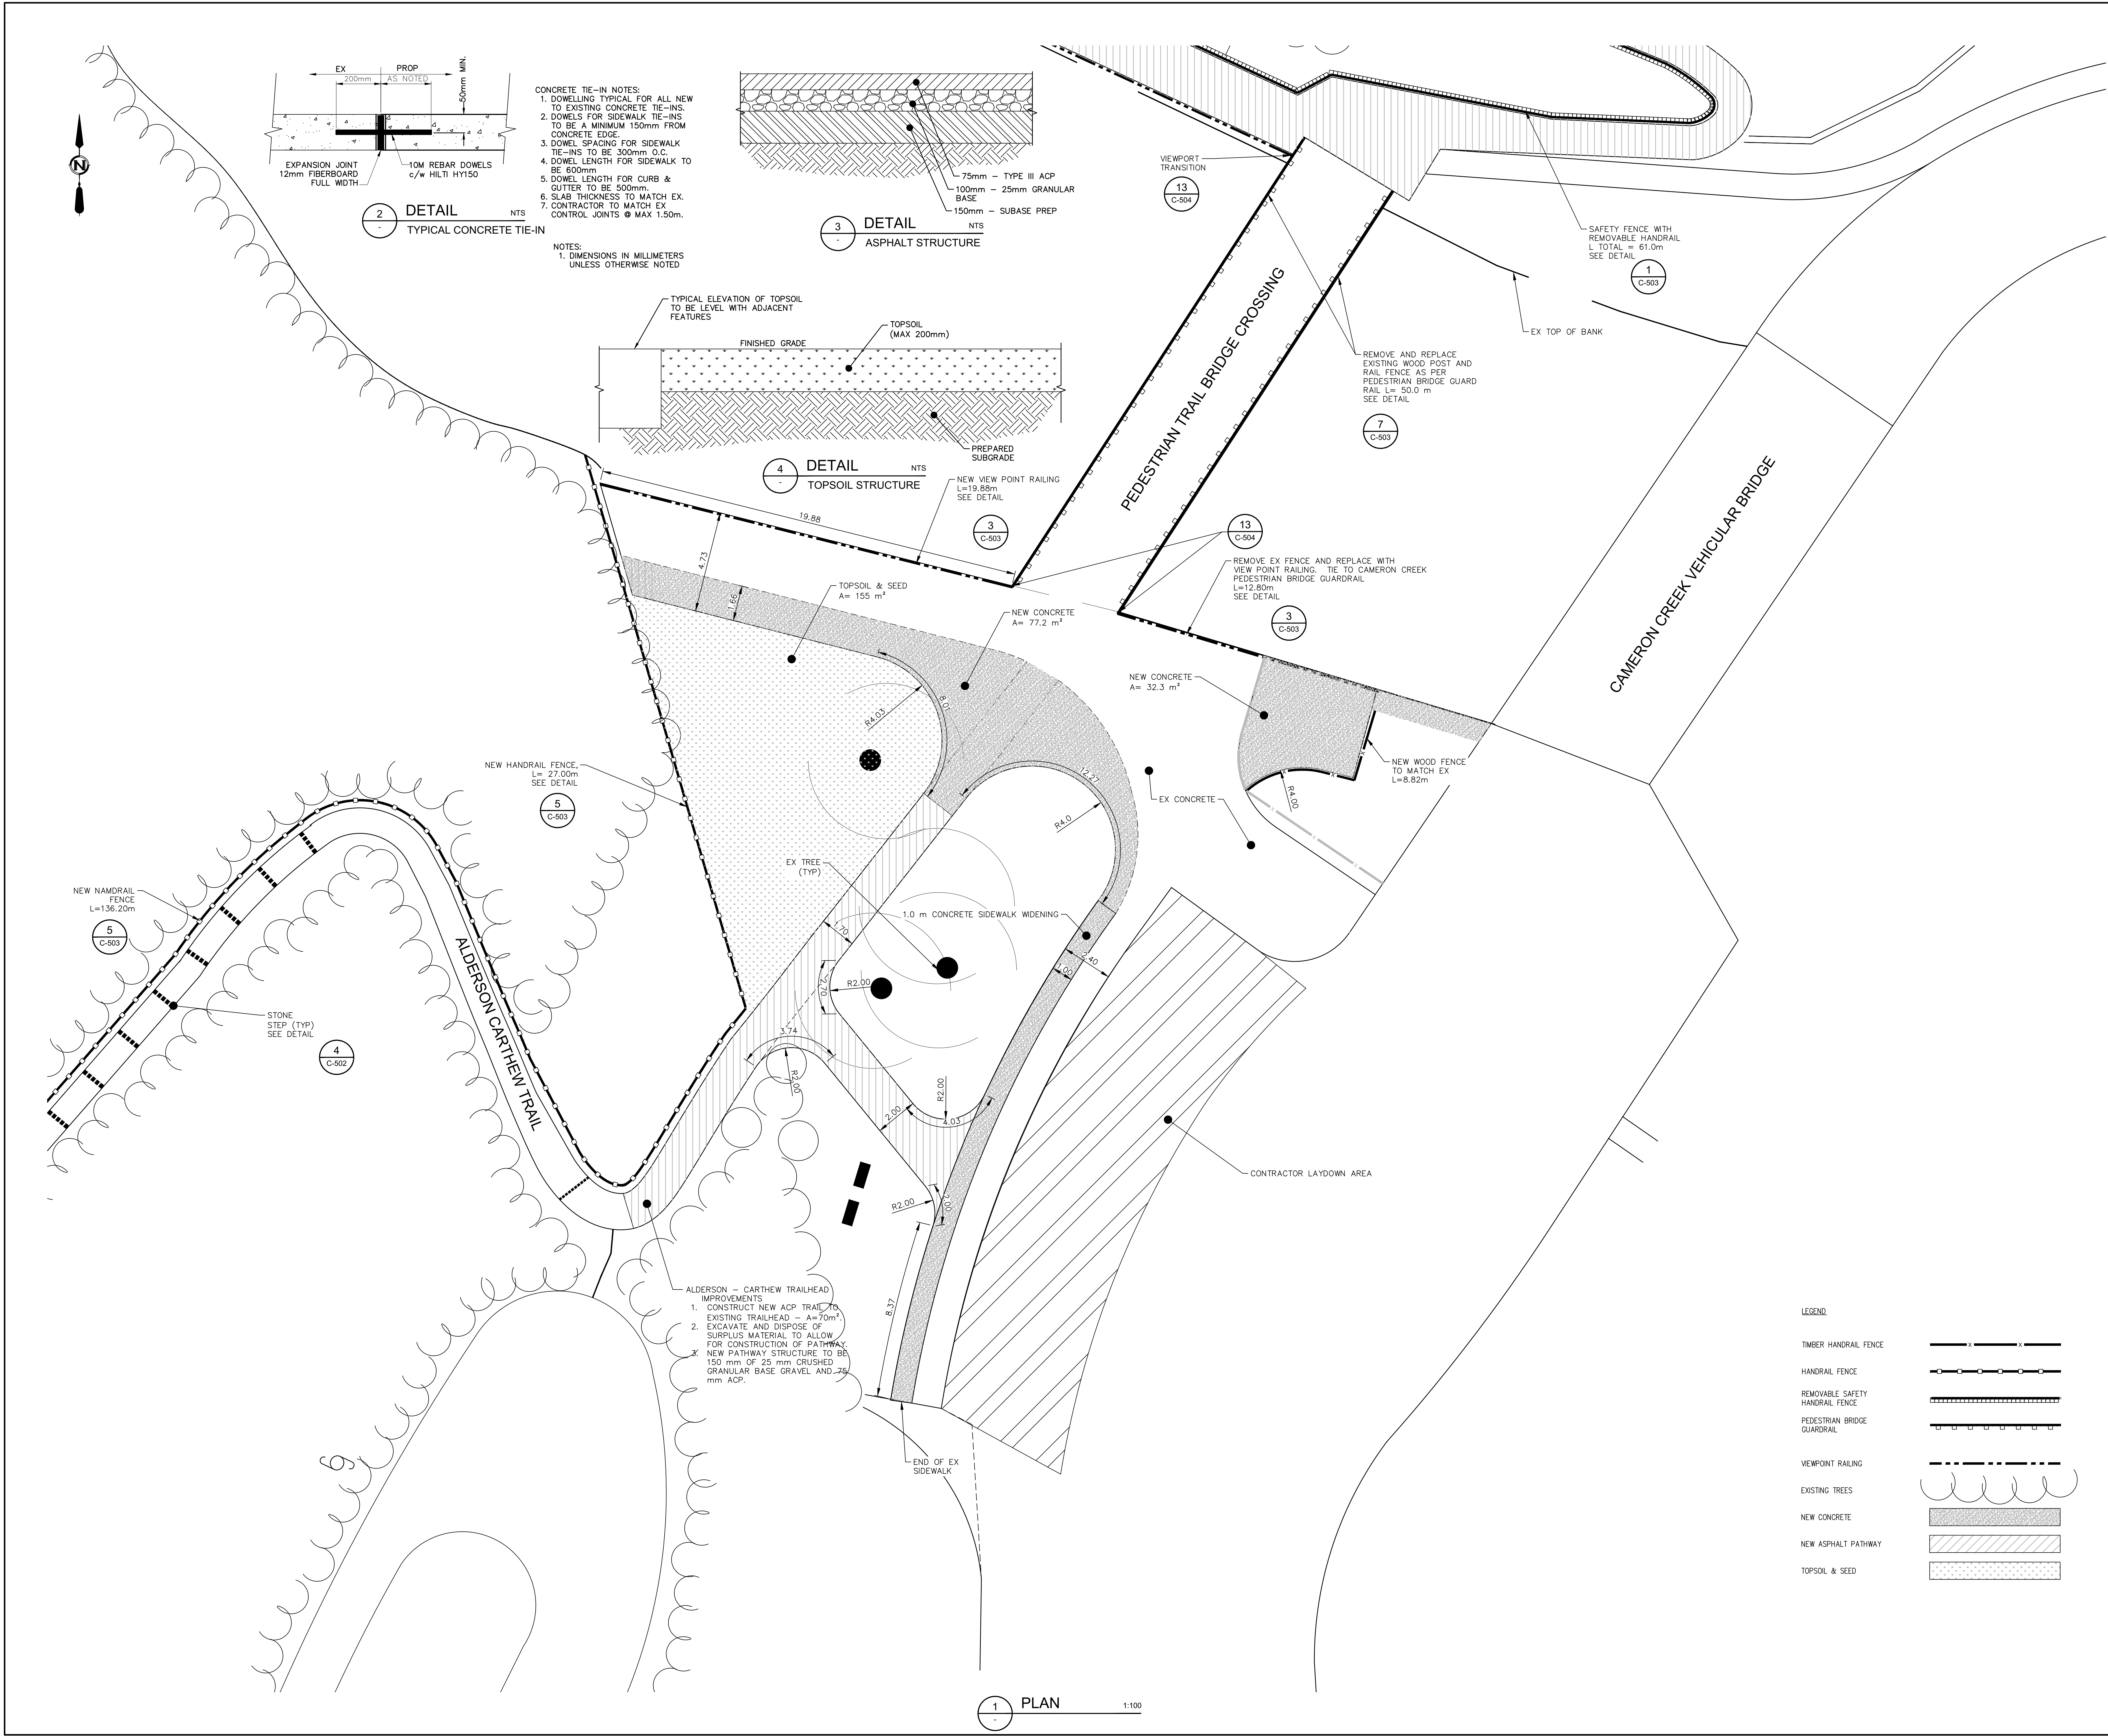 EX
PROP
200mm
AS NOTED
50mm MIN.
EXPANSION JOINT
12mm FIBERBOARD
FULL WIDTH
10M REBAR DOWELS
c/w HILTI HY150
2
-
DETAIL
NTS
TYPICAL CONCRETE TIE-IN
CONCRETE TIE-IN NOTES:
1. DOWELLING TYPICAL FOR ALL NEW
TO EXISTING CONCRETE TIE-INS.
2. DOWELS FOR SIDEWALK TIE-INS
TO BE A MINIMUM 150mm FROM
CONCRETE EDGE.
3. DOWEL SPACING FOR SIDEWALK
TIE-INS TO BE 300mm O.C.
4. DOWEL LENGTH FOR SIDEWALK TO
BE 600mm
5. DOWEL LENGTH FOR CURB &
GUTTER TO BE 500mm.
6. SLAB THICKNESS TO MATCH EX.
7. CONTRACTOR TO MATCH EX
CONTROL JOINTS @ MAX 1.50m.
NOTES:
1. DIMENSIONS IN MILLIMETERS
UNLESS OTHERWISE NOTED
75mm - TYPE III ACP
100mm - 25mm GRANULAR
BASE
150mm - SUBASE PREP
3
-
DETAIL
NTS
ASPHALT STRUCTURE
N
TYPICAL ELEVATION OF TOPSOIL
TO BE LEVEL WITH ADJACENT
FEATURES
TOPSOIL
(MAX 200mm)
FINISHED GRADE
PREPARED
SUBGRADE
4
-
DETAIL
NTS
TOPSOIL STRUCTURE
VIEWPORT
TRANSITION
13
C-504
SAFETY FENCE WITH
REMOVABLE HANDRAIL
L TOTAL = 61.0m
SEE DETAIL
1
C-503
EX TOP OF BANK
REMOVE AND REPLACE
EXISTING WOOD POST AND
RAIL FENCE AS PER
PEDESTRIAN BRIDGE GUARD
RAIL L= 50.0 m
SEE DETAIL
7
C-503
PEDESTRIAN TRAIL BRIDGE CROSSING
CAMERON CREEK VEHICULAR BRIDGE
NEW VIEW POINT RAILING
L=19.88m
SEE DETAIL
3
C-503
19.88
4.73
1.66
13
C-504
REMOVE EX FENCE AND REPLACE WITH
VIEW POINT RAILING. TIE TO CAMERON CREEK
PEDESTRIAN BRIDGE GUARDRAIL
L=12.80m
SEE DETAIL
3
C-503
TOPSOIL & SEED
A= 155 m²
NEW CONCRETE
A= 77.2 m²
NEW CONCRETE
A= 32.3 m²
R4.03
8.01
NEW HANDRAIL FENCE,
L= 27.00m
SEE DETAIL
5
C-503
12.27
R4.0
EX CONCRETE
R4.00
NEW WOOD FENCE
TO MATCH EX
L=8.82m
EX TREE
(TYP)
NEW NAMDRAIL
FENCE
L=136.20m
5
C-503
1.0 m CONCRETE SIDEWALK WIDENING
1.70
2.40
1.00
2.70
R2.00
ALDERSON CARTHEW TRAIL
STONE
STEP (TYP)
SEE DETAIL
4
C-502
3.74
R2.00
R2.00
2.00
4.03
CONTRACTOR LAYDOWN AREA
R2.00
2.00
8.37
ALDERSON - CARTHEW TRAILHEAD
IMPROVEMENTS
1. CONSTRUCT NEW ACP TRAIL TO
EXISTING TRAILHEAD - A=70m².
2. EXCAVATE AND DISPOSE OF
SURPLUS MATERIAL TO ALLOW
FOR CONSTRUCTION OF PATHWAY.
3. NEW PATHWAY STRUCTURE TO BE
150 mm OF 25 mm CRUSHED
GRANULAR BASE GRAVEL AND 75
mm ACP.
END OF EX
SIDEWALK
9
LEGEND
TIMBER HANDRAIL FENCE
X
X
HANDRAIL FENCE
REMOVABLE SAFETY
HANDRAIL FENCE
PEDESTRIAN BRIDGE
GUARDRAIL
VIEWPOINT RAILING
EXISTING TREES
NEW CONCRETE
NEW ASPHALT PATHWAY
TOPSOIL & SEED
1
-
PLAN
1:100